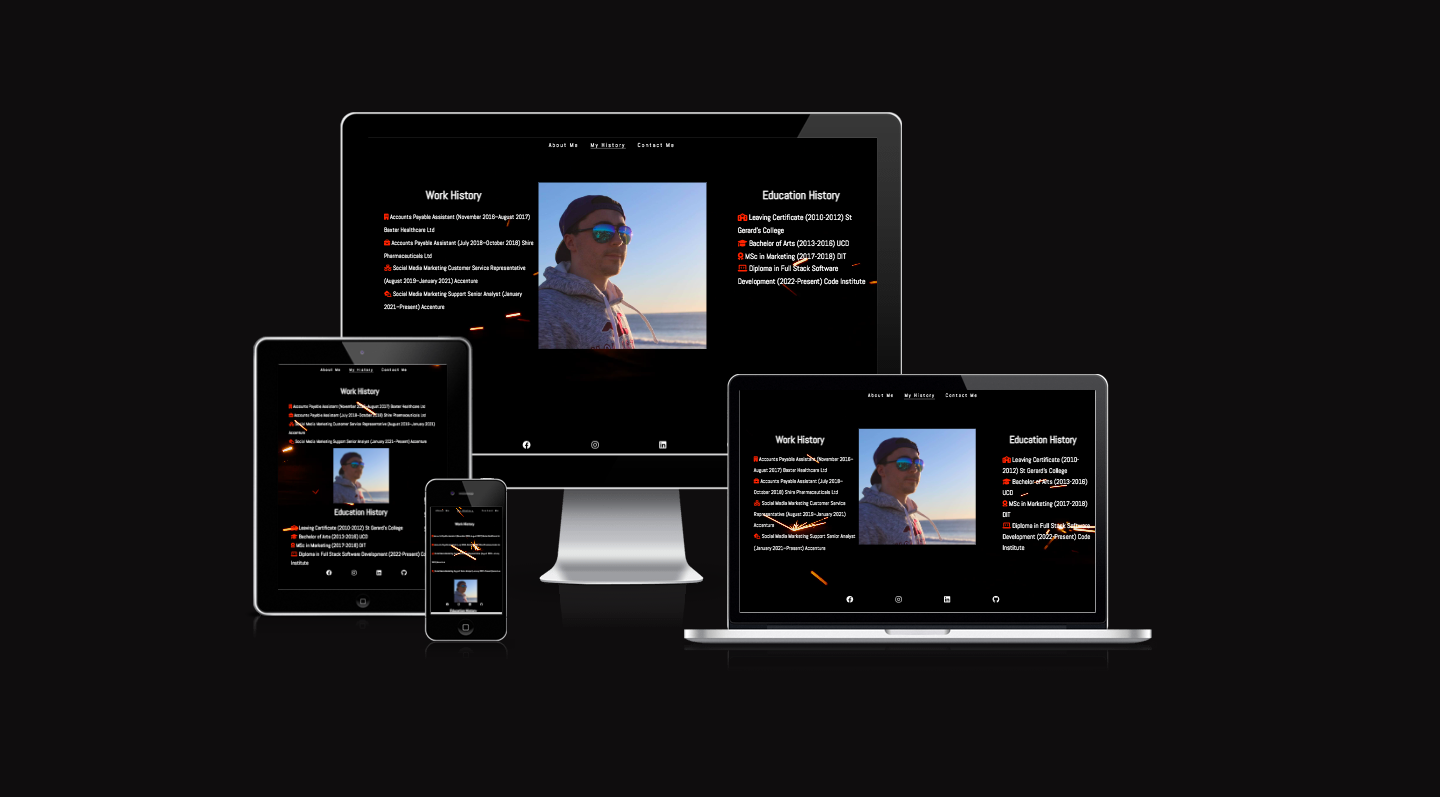 About Me My History Contact Me
Work History
Accounts Payable Assistant (November 2016–August 2017)
Baxter Healthcare Ltd
Accounts Payable Assistant (July 2018–October 2018) Shire
Pharmaceuticals Ltd
Social Media Marketing Customer Service Representative
(August 2019–January 2021) Accenture
Social Media Marketing Support Senior Analyst (January
2021–Present) Accenture
Education History
Leaving Certificate (2010-2012) St
Gerard's College
Bachelor of Arts (2013-2016) UCD
MSc in Marketing (2017-2018) DIT
Diploma in Full Stack Software
Development (2022-Present) Code Institute
About Me My History Contact Me
Work History
Accounts Payable Assistant (November 2016–August 2017) Baxter Healthcare Ltd
Accounts Payable Assistant (July 2018–October 2018) Shire Pharmaceuticals Ltd
Social Media Marketing Customer Service Representative (August 2019–January 2021)
Accenture
Social Media Marketing Support Senior Analyst (January 2021–Present) Accenture
Education History
Leaving Certificate (2010-2012) St Gerard's College
Bachelor of Arts (2013-2016) UCD
MSc in Marketing (2017-2018) DIT
Diploma in Full Stack Software Development (2022-Present)
Institute
Work History
Education History
About Me My History Contact Me
Work History
Accounts Payable Assistant (November 2016–
August 2017) Baxter Healthcare Ltd
Accounts Payable Assistant (July 2018–
October 2018) Shire Pharmaceuticals Ltd
Social Media Marketing Customer Service
Representative (August 2019–January 2021)
Accenture
Social Media Marketing Support Senior Analyst
(January 2021–Present) Accenture
Education History
Leaving Certificate (2010-
2012) St Gerard's College
Bachelor of Arts (2013-2016)
UCD
MSc in Marketing (2017-2018)
DIT
Diploma in Full Stack Software
Development (2022-Present) Code
Institute